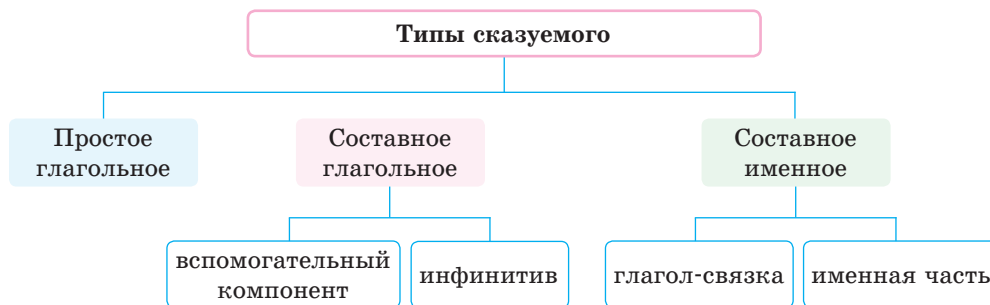 Типы сказуемого
Простое
глагольное
Составное
глагольное
Составное
именное
вспомогательный
компонент
инфинитив
глагол-связка
именная часть